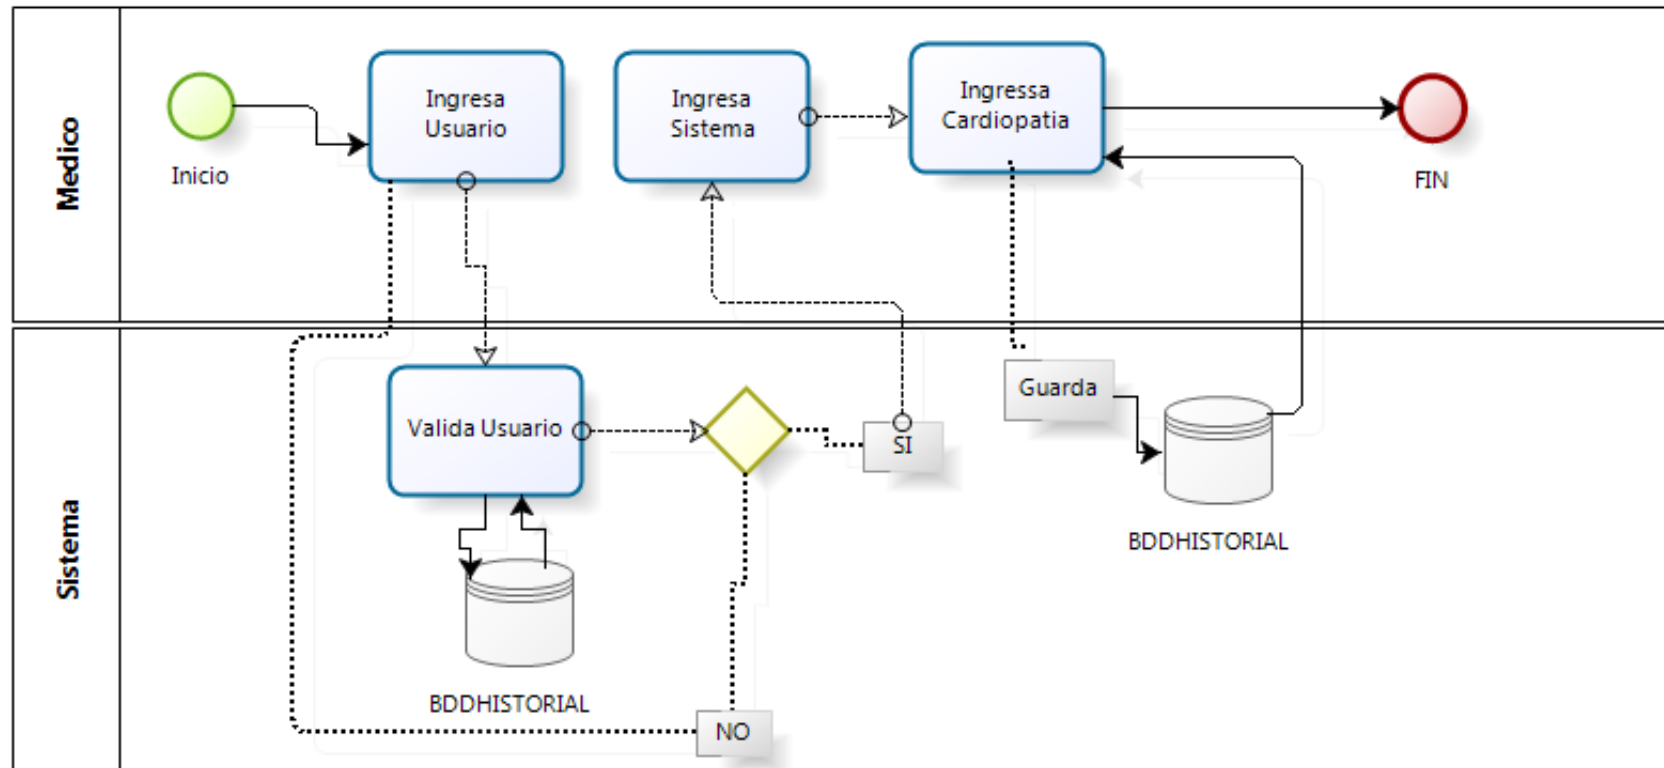 Medico
Inicio
Ingresa
Usuario
Ingresa
Sistema
Ingressa
Cardiopatia
FIN
Sistema
Valida Usuario
SI
Guarda
BDDHISTORIAL
BDDHISTORIAL
NO